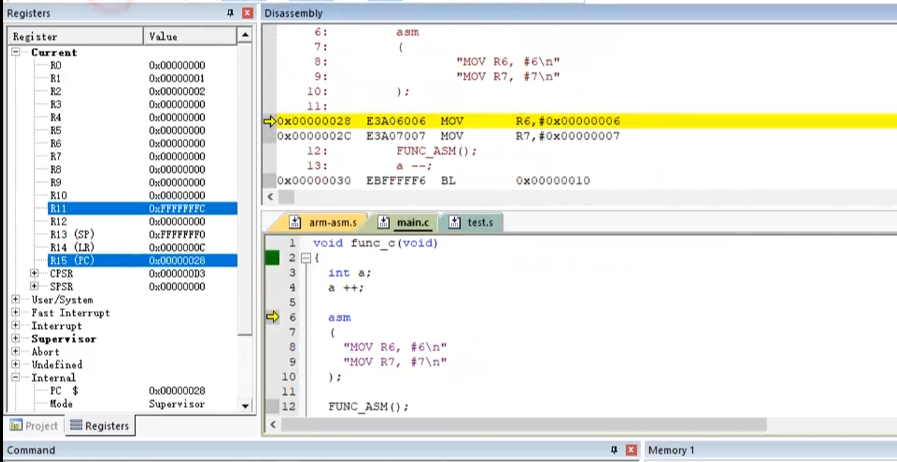 Registers
Register Value
Current
R0 0x00000000
R1 0x00000001
R2 0x00000002
R3 0x00000000
R4 0x00000000
R5 0x00000000
R6 0x00000000
R7 0x00000000
R8 0x00000000
R9 0x00000000
R10 0x00000000
R11 0xFFFFFFFC
R12 0x00000000
R13 (SP) 0xFFFFFFF0
R14 (LR) 0x0000000C
R15 (PC) 0x00000028
CPSR 0x000000D3
SPSR 0x00000000
User/System
Fast Interrupt
Interrupt
Supervisor
Abort
Undefined
Internal
PC $ 0x00000028
Mode Supervisor
Project Registers
Disassembly
6: asm
7: (
8: "MOV R6, #6\n"
9: "MOV R7, #7\n"
10: );
11:
0x00000028 E3A06006 MOV R6,#0x00000006
0x0000002C E3A07007 MOV R7,#0x00000007
12: FUNC_ASM();
13: a --;
0x00000030 EBFFFFF6 BL 0x00000010
arm-asm.s main.c test.s
1 void func_c(void)
2 {
3 int a;
4 a ++;
5
6 asm
7 (
8 "MOV R6, #6\n"
9 "MOV R7, #7\n"
10 );
11
12 FUNC_ASM();
Command
Memory 1